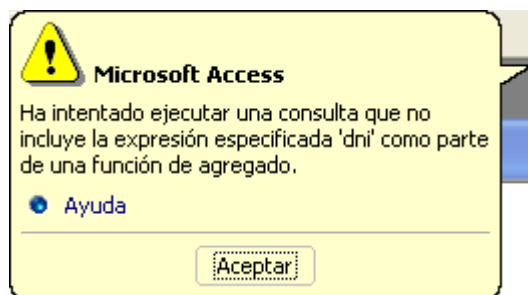 Microsoft Access
Ha intentado ejecutar una consulta que no
incluye la expresión especificada 'dni' como parte
de una función de agregado.
Ayuda
Aceptar